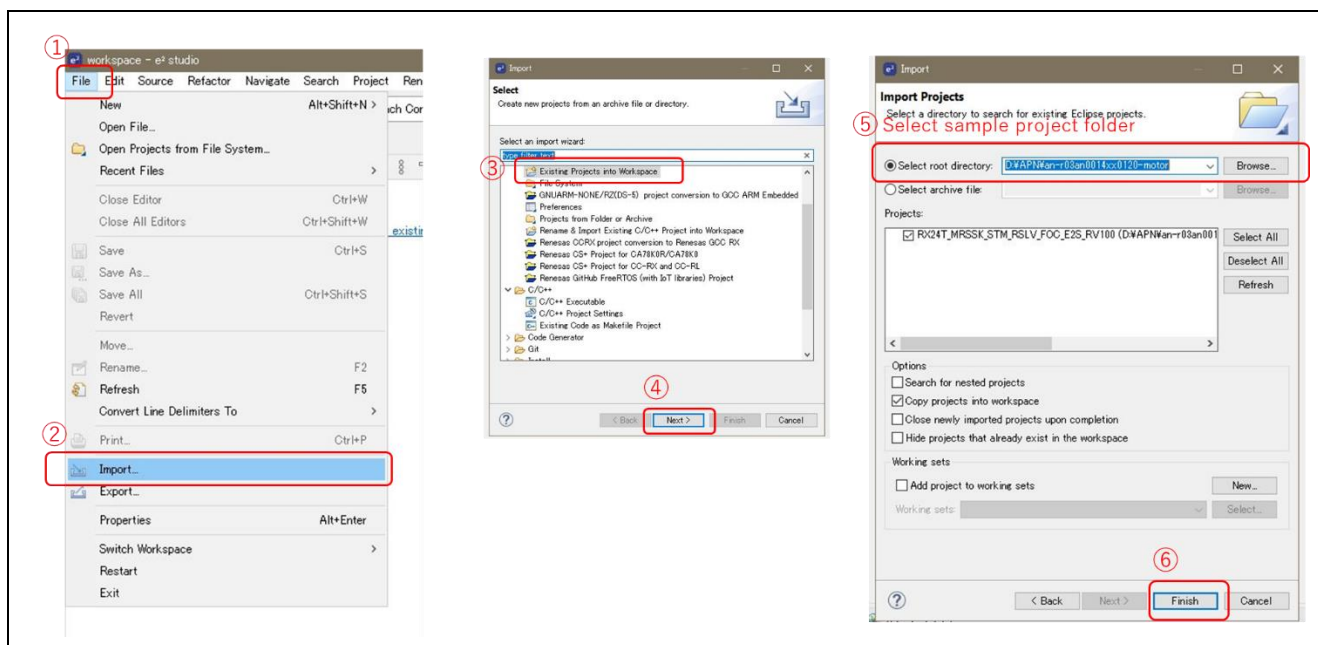 ①
workspace - e² studio
File Edit Source Refactor Navigate Search Project Ren
New Alt+Shift+N >
Open File...
Open Projects from File System...
Recent Files >
Close Editor Ctrl+W
Close All Editors Ctrl+Shift+W
Save Ctrl+S
Save As...
Save All Ctrl+Shift+S
Revert
Move...
Rename... F2
Refresh F5
Convert Line Delimiters To >
②
Print... Ctrl+P
Import...
Export...
Properties Alt+Enter
Switch Workspace >
Restart
Exit
ch Cor
existin
Import
Select
Create new projects from an archive file or directory.
Select an import wizard:
type filter text
③
Existing Projects into Workspace
File System
GNUARM-NONE/RZ(DS-5) project conversion to GCC ARM Embedded
Preferences
Projects from Folder or Archive
Rename & Import Existing C/C++ Project into Workspace
Renesas CCRX project conversion to Renesas GCC RX
Renesas CS+ Project for CA78K0R/CA78K0
Renesas CS+ Project for CC-RX and CC-RL
Renesas GitHub FreeRTOS (with IoT libraries) Project
C/C++
C/C++ Executable
C/C++ Project Settings
Existing Code as Makefile Project
Code Generator
Git
Install
④
< Back Next > Finish Cancel
Import
Import Projects
Select a directory to search for existing Eclipse projects.
⑤ Select sample project folder
Select root directory: D:¥APN¥an-r03an0014xx0120-motor Browse...
Select archive file: Browse...
Projects:
RX24T_MRSSK_STM_RSLV_FOC_E2S_RV100 (D:¥APN¥an-r03an001
Select All
Deselect All
Refresh
Options
Search for nested projects
Copy projects into workspace
Close newly imported projects upon completion
Hide projects that already exist in the workspace
Working sets
Add project to working sets New...
Working sets: Select...
⑥
< Back Next > Finish Cancel